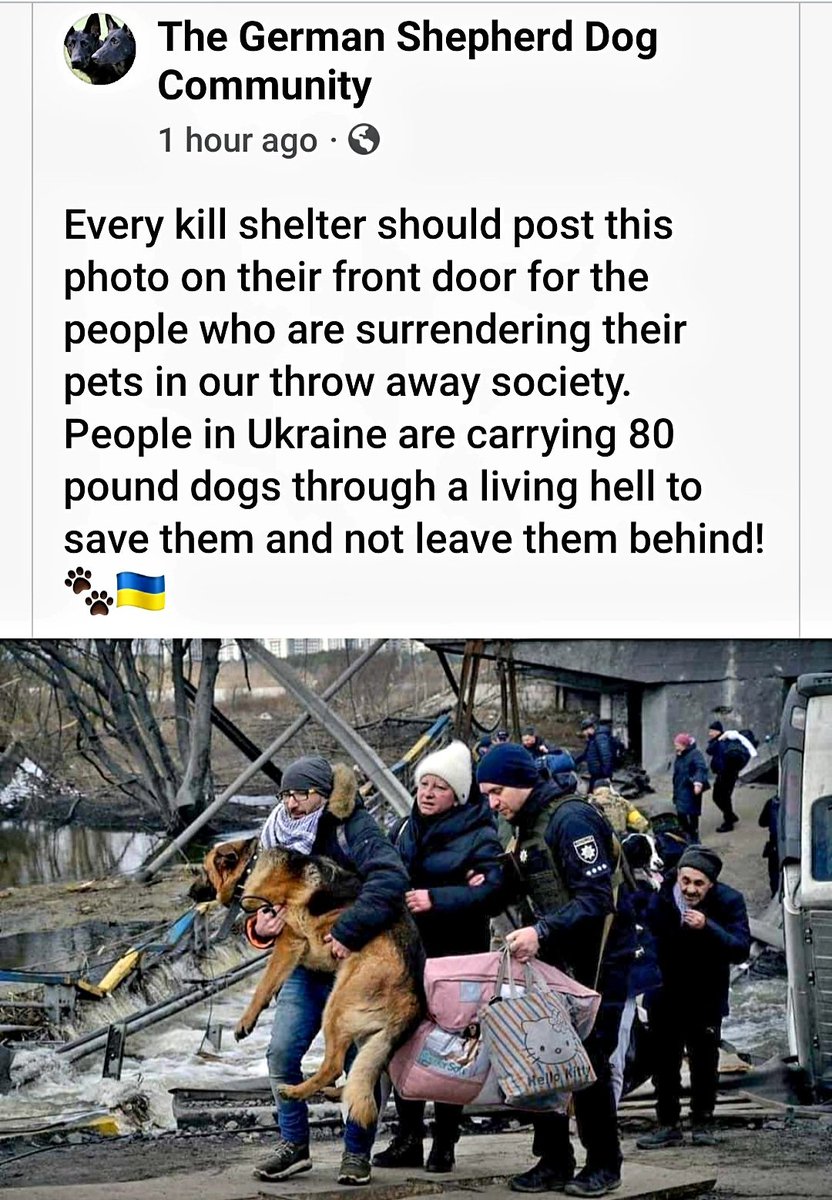 The German Shepherd Dog
Community
1 hour ago ·
Every kill shelter should post this
photo on their front door for the
people who are surrendering their
pets in our throw away society.
People in Ukraine are carrying 80
pound dogs through a living hell to
save them and not leave them behind!
🐾🇺🇦
Hello Kitty